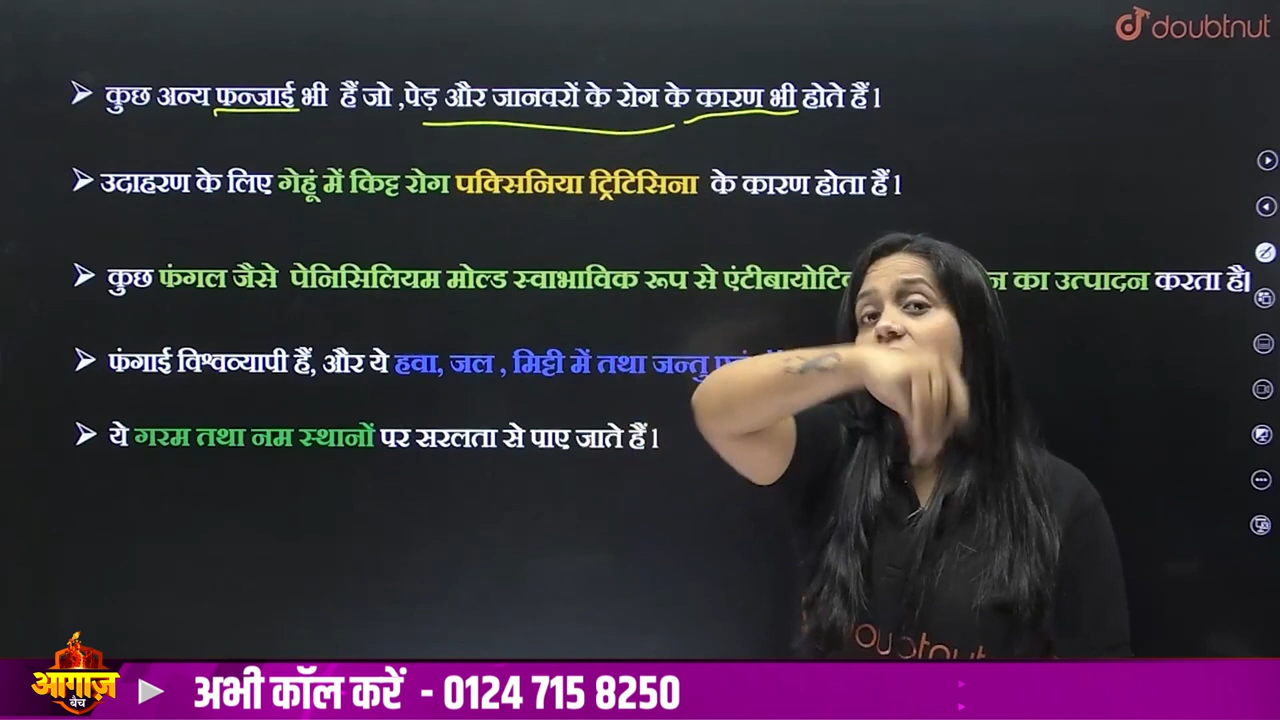 doubtnut
➤ कुछ अन्य फन्जाई भी हैं जो ,पेड़ और जानवरों के रोग के कारण भी होते हैं l
➤ उदाहरण के लिए गेहूं में किट्ट रोग पक्सिनिया ट्रिटिसिना के कारण होता हैं l
➤ कुछ फंगल जैसे पेनिसिलियम मोल्ड स्वाभाविक रूप से का उत्पादन करता है|
➤ फंगाई विश्वव्यापी हैं, और ये हवा, जल , मिट्टी में तथा जन्तु
➤ ये गरम तथा नम स्थानों पर सरलता से पाए जाते हैं l
doubtnut
आगाज़
बैच
अभी कॉल करें - 0124 715 8250